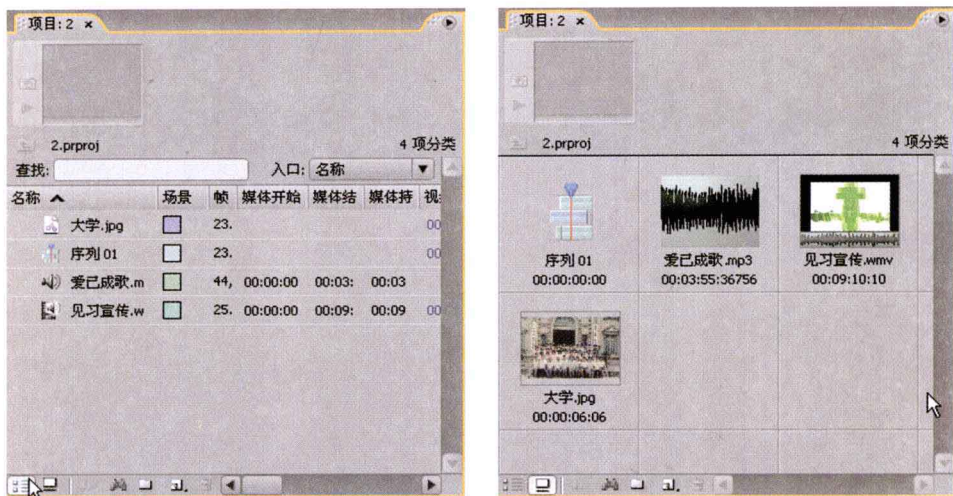 项目: 2 ×
2.prproj
4 项分类
查找:
入口: 名称
名称 场景 帧 媒体开始 媒体结 媒体持
大学.jpg 23. 00
序列 01 23. 00
爱已成歌.m 44, 00:00:00 00:03: 00:03
见习宣传.w 25. 00:00:00 00:09: 00:09 00
项目: 2 ×
2.prproj
4 项分类
序列 01
00:00:00:00
爱已成歌.mp3
00:03:55:36756
见习宣传.wmv
00:09:10:10
大学.jpg
00:00:06:06